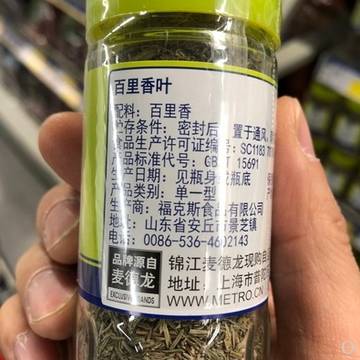 百里香叶
配料：百里香
贮存条件：密封后，置于通风、
食品生产许可证编号：SC1183
产品标准代号：GB/T 15691
生产日期：见瓶身或瓶底
产品类别：单一型
生产商：福克斯食品有限公司
地址：山东省安丘市景芝镇
电话：0086-536-4602143
品牌源自
麦德龙
EXCLUSIVE BRANDS
锦江麦德龙现购自
地址：上海市普陀
WWW.METRO.CN